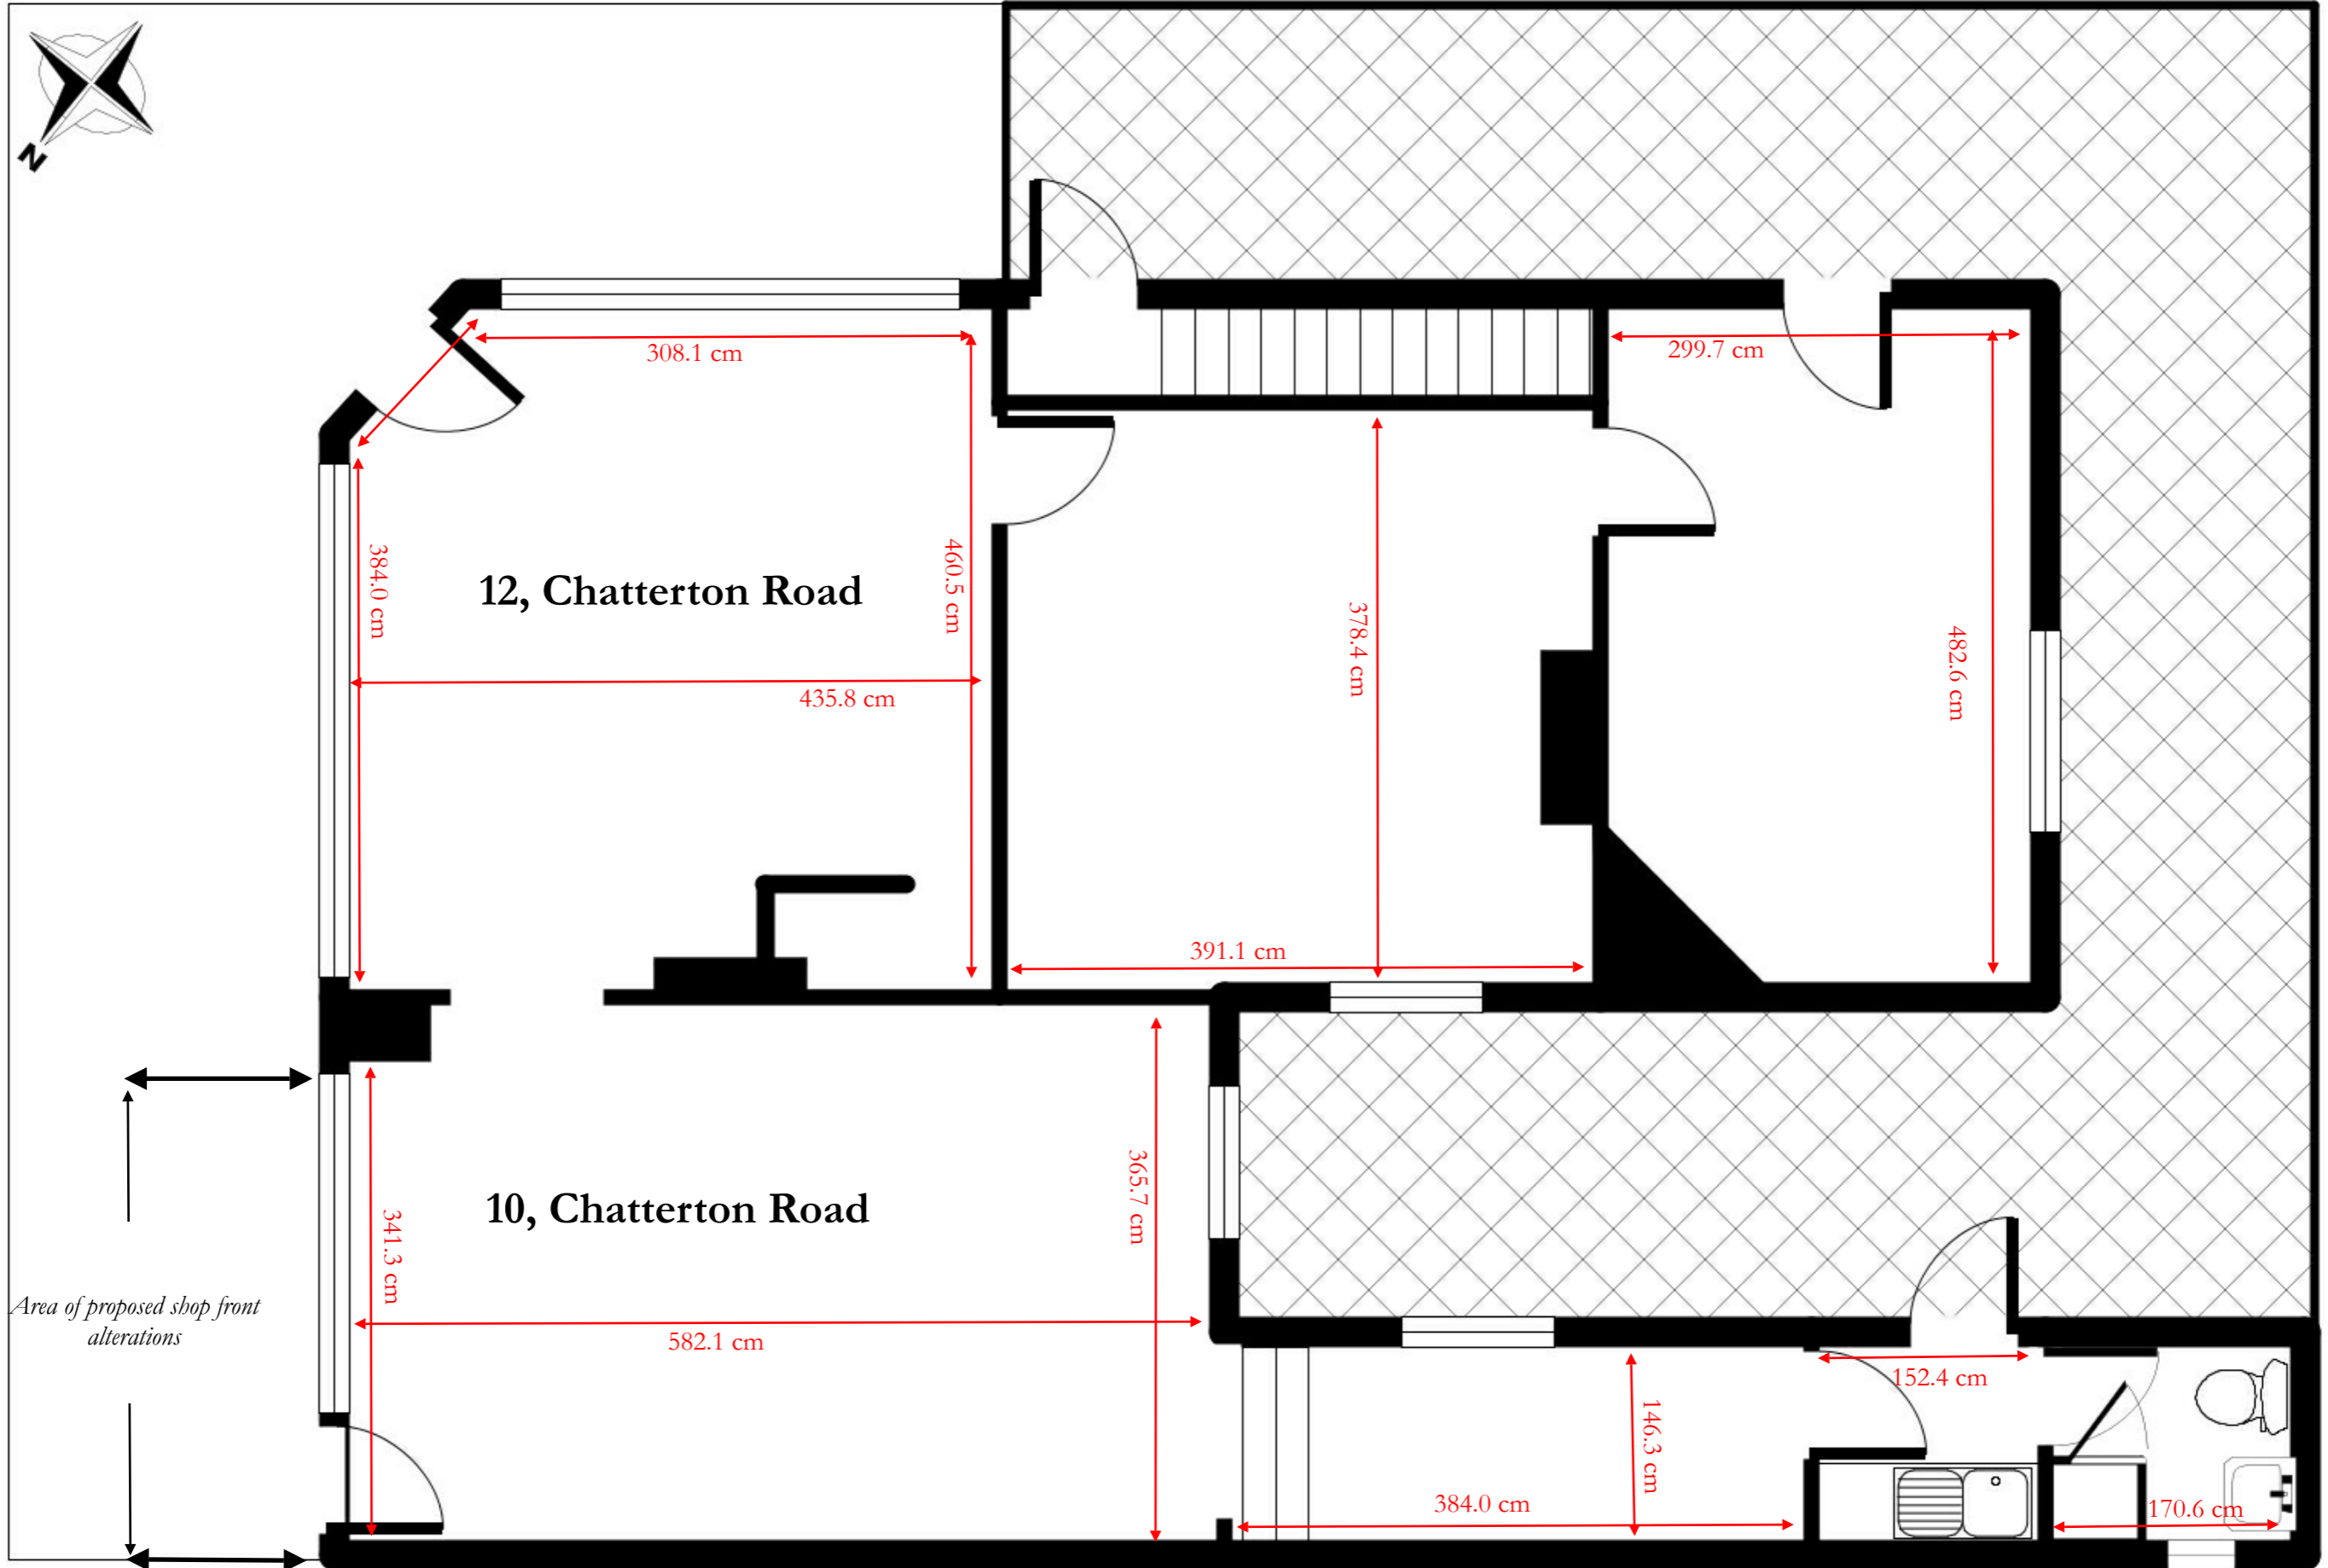 N
308.1 cm
299.7 cm
384.0 cm
460.5 cm
12, Chatterton Road
378.4 cm
482.6 cm
435.8 cm
391.1 cm
10, Chatterton Road
365.7 cm
341.3 cm
Area of proposed shop front
alterations
582.1 cm
152.4 cm
146.3 cm
384.0 cm
170.6 cm